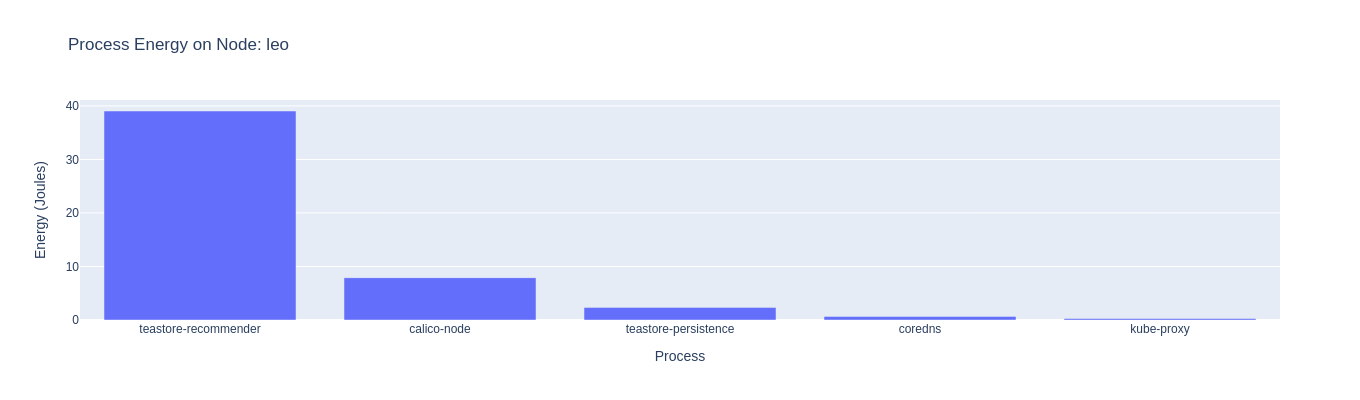 Process Energy on Node: leo
Energy (Joules)
40
30
20
10
0
teastore-recommender
calico-node
teastore-persistence
coredns
kube-proxy
Process